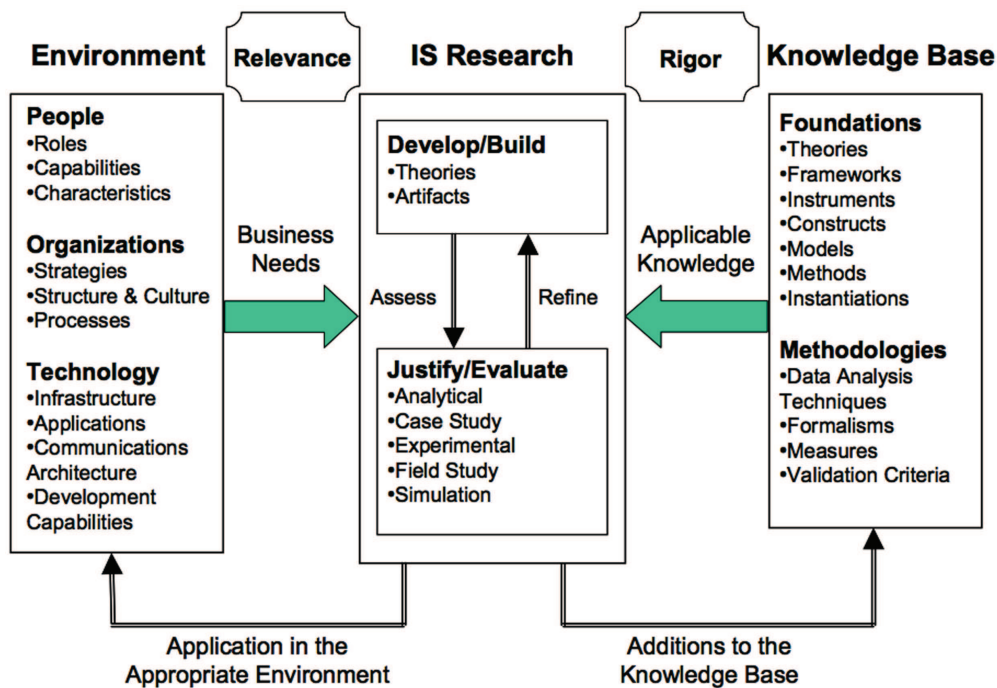 Environment
Relevance
IS Research
Rigor
Knowledge Base
People
•Roles
•Capabilities
•Characteristics
Organizations
•Strategies
•Structure & Culture
•Processes
Technology
•Infrastructure
•Applications
•Communications
Architecture
•Development
Capabilities
Business
Needs
Develop/Build
•Theories
•Artifacts
Assess
Refine
Justify/Evaluate
•Analytical
•Case Study
•Experimental
•Field Study
•Simulation
Applicable
Knowledge
Foundations
•Theories
•Frameworks
•Instruments
•Constructs
•Models
•Methods
•Instantiations
Methodologies
•Data Analysis
Techniques
•Formalisms
•Measures
•Validation Criteria
Application in the
Appropriate Environment
Additions to the
Knowledge Base